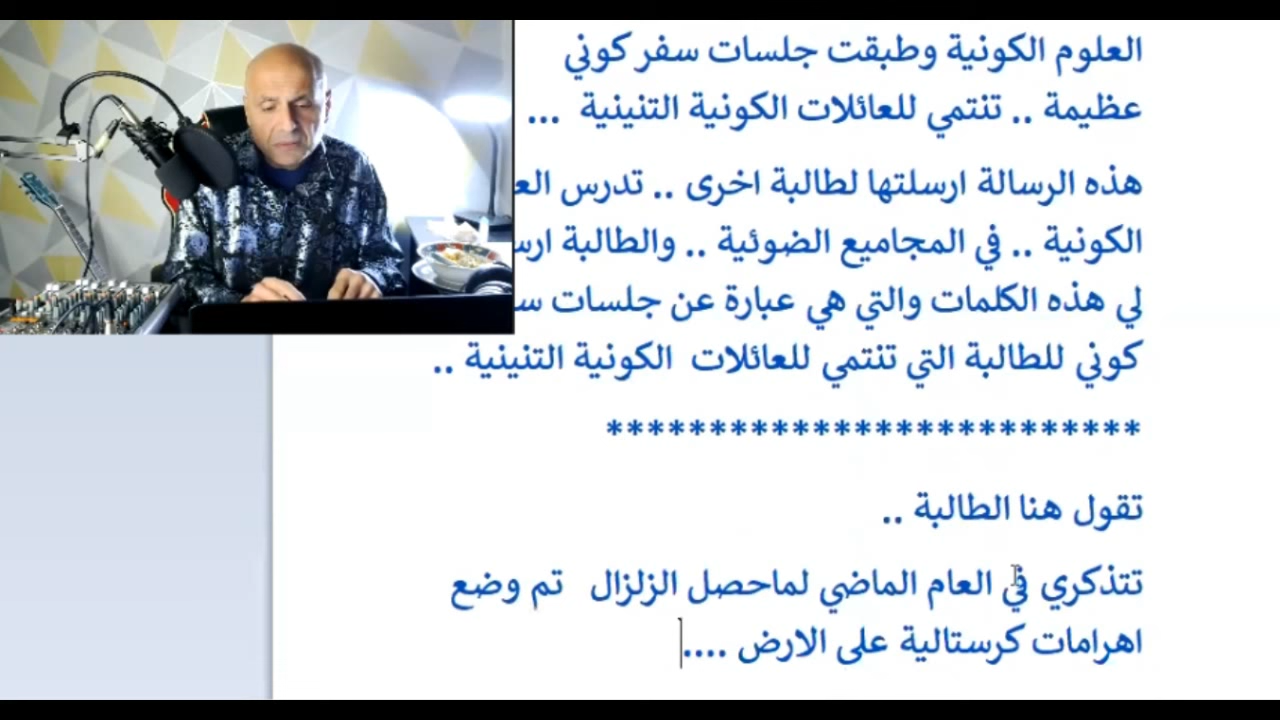 العلوم الكونية وطبقت جلسات سفر كوني
عظيمة .. تنتمي للعائلات الكونية التنينية ...
هذه الرسالة ارسلتها لطالبة اخرى .. تدرس
الكونية .. في المجاميع الضوئية .. والطالبة
لي هذه الكلمات والتي هي عبارة عن جلسات
كوني للطالبة التي تنتمي للعائلات الكونية التنينية ..
**************************
تقول هنا الطالبة ..
تتذكري في العام الماضي لماحصل الزلزال تم وضع
اهرامات كرستالية على الارض ....